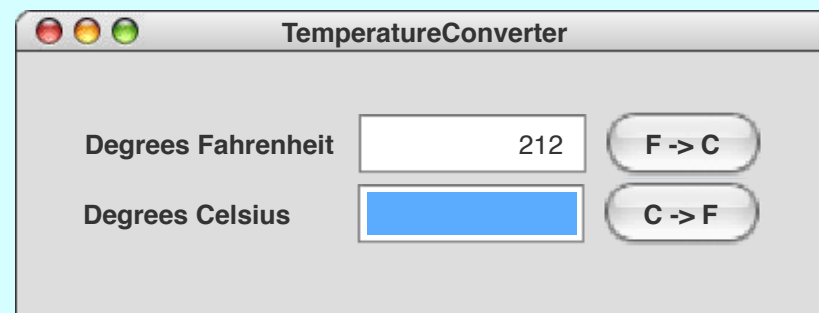 TemperatureConverter
Degrees Fahrenheit 212 F -> C
Degrees Celsius C -> F